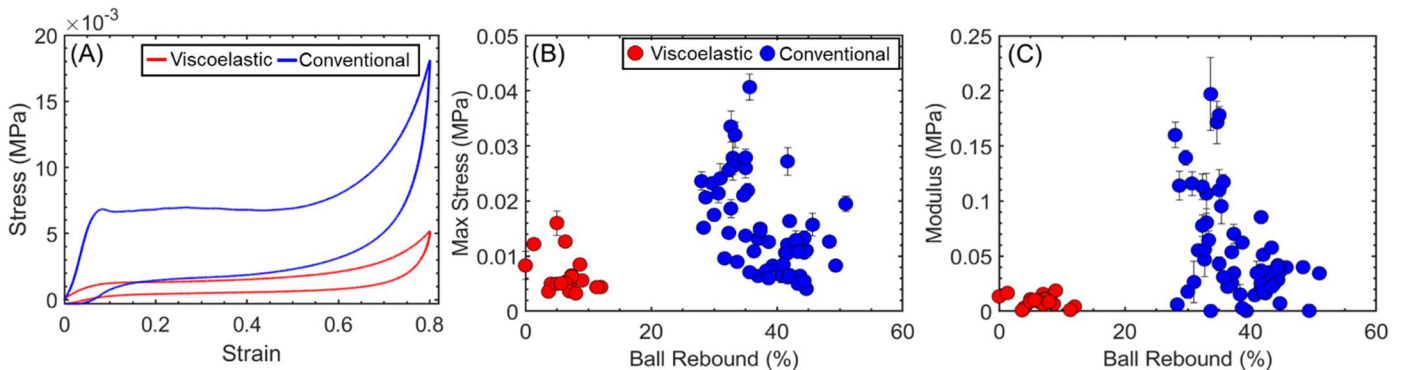 ×10⁻³
(A)
Viscoelastic Conventional
20
15
10
5
0
Stress (MPa)
0 0.2 0.4 0.6 0.8
Strain
(B)
Viscoelastic Conventional
0.05
0.04
0.03
0.02
0.01
0
Max Stress (MPa)
0 20 40 60
Ball Rebound (%)
(C)
0.25
0.2
0.15
0.1
0.05
0
Modulus (MPa)
0 20 40 60
Ball Rebound (%)